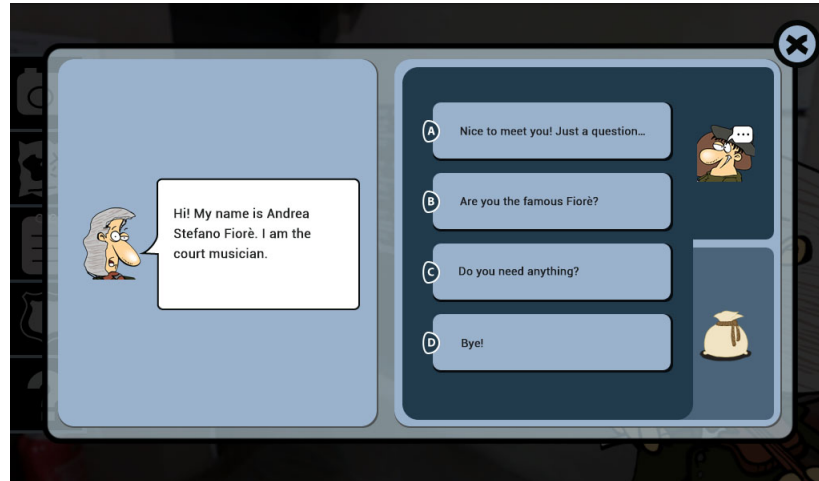 Hi! My name is Andrea
Stefano Fiorè. I am the
court musician.
A Nice to meet you! Just a question...
B Are you the famous Fiorè?
C Do you need anything?
D Bye!